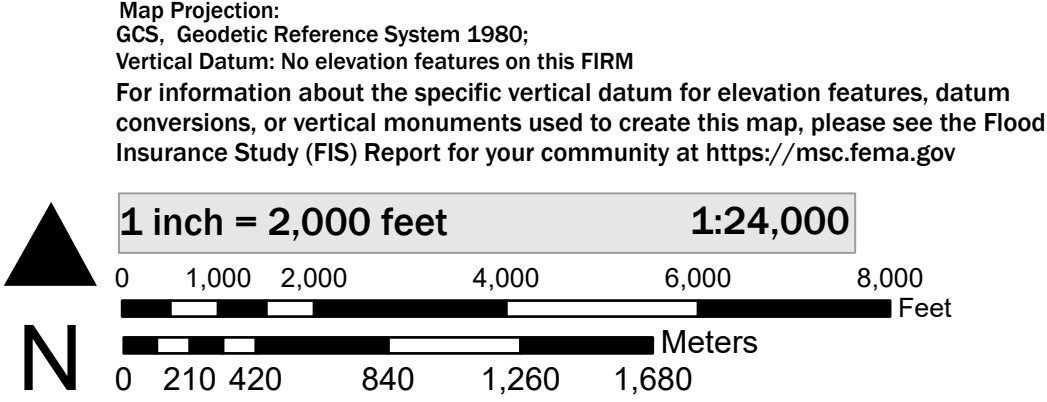 Map Projection:
GCS, Geodetic Reference System 1980;
Vertical Datum: No elevation features on this FIRM
For information about the specific vertical datum for elevation features, datum
conversions, or vertical monuments used to create this map, please see the Flood
Insurance Study (FIS) Report for your community at https://msc.fema.gov
1 inch = 2,000 feet 1:24,000
0 1,000 2,000 4,000 6,000 8,000
Feet
Meters
N
0 210 420 840 1,260 1,680